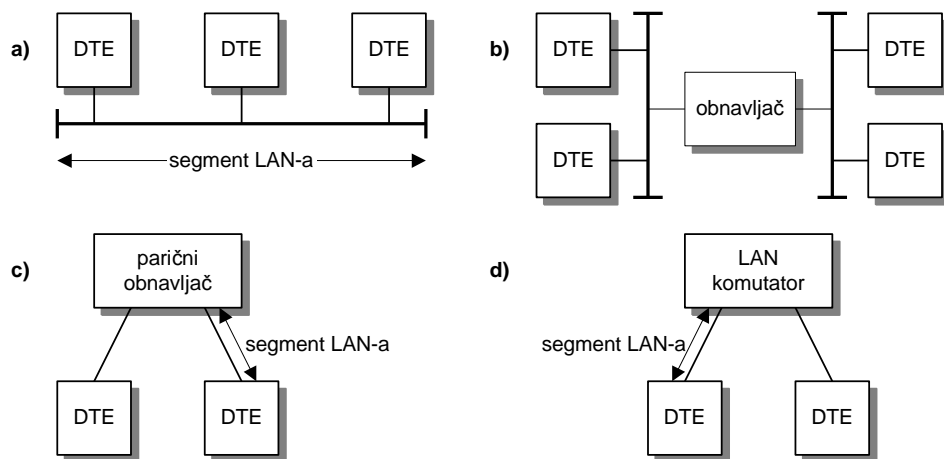 a)
DTE
DTE
DTE
segment LAN-a
b)
DTE
DTE
obnavljač
DTE
DTE
c)
parični
obnavljač
segment LAN-a
DTE
DTE
d)
LAN
komutator
segment LAN-a
DTE
DTE